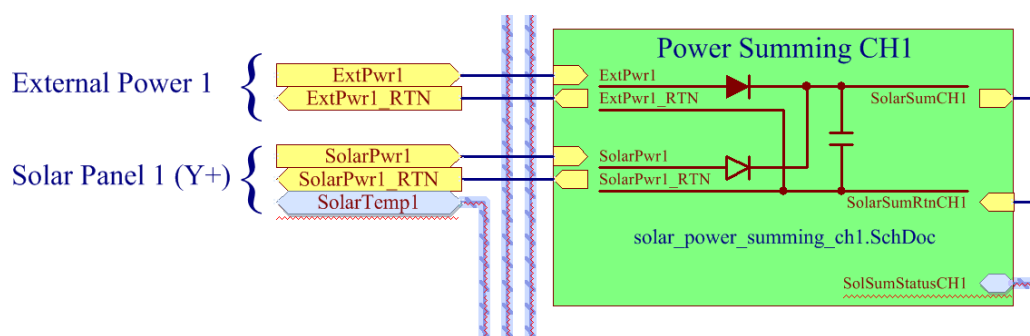 Power Summing CH1
External Power 1
ExtPwr1
ExtPwr1_RTN
ExtPwr1
ExtPwr1_RTN
SolarSumCH1
Solar Panel 1 (Y+)
SolarPwr1
SolarPwr1_RTN
SolarTemp1
SolarPwr1
SolarPwr1_RTN
SolarSumRtnCH1
solar_power_summing_ch1.SchDoc
SolSumStatusCH1